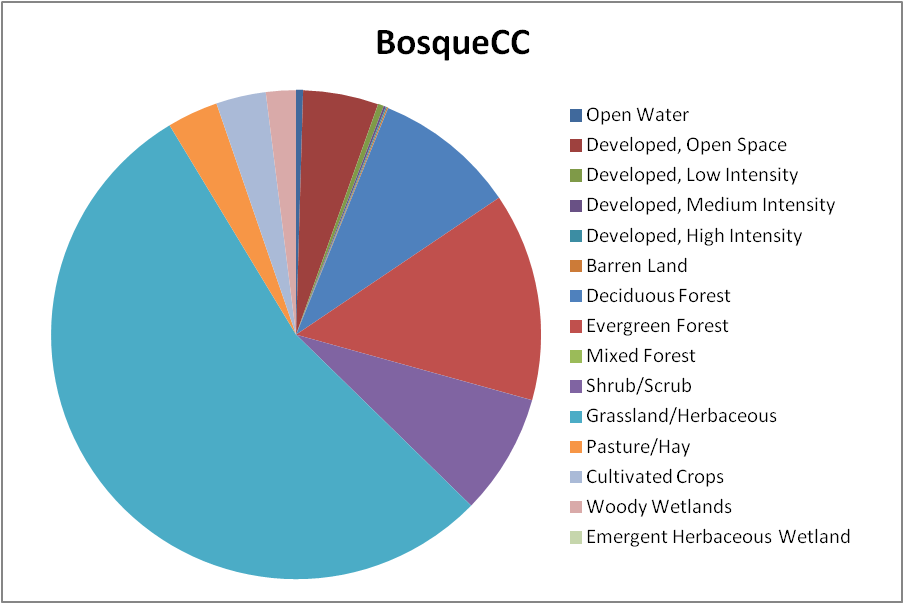 BosqueCC
Open Water
Developed, Open Space
Developed, Low Intensity
Developed, Medium Intensity
Developed, High Intensity
Barren Land
Deciduous Forest
Evergreen Forest
Mixed Forest
Shrub/Scrub
Grassland/Herbaceous
Pasture/Hay
Cultivated Crops
Woody Wetlands
Emergent Herbaceous Wetland